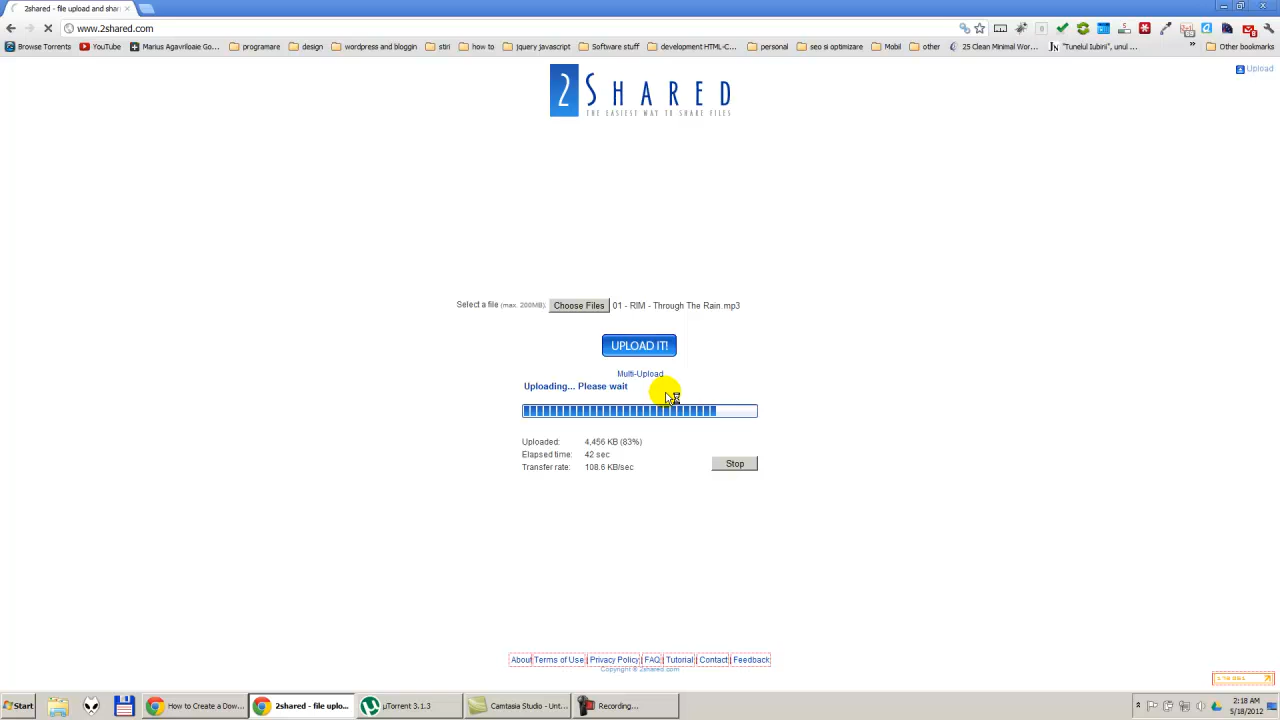 2shared - file upload and shar
www.2shared.com
Browse Torrents
YouTube
Marius Agavriloaie Go...
programare
design
wordpress and bloggin
stiri
how to
jquery javascript
Software stuff
development HTML-C...
personal
seo si optimizare
Mobil
other
25 Clean Minimal Wor...
"Tunelul Iubirii", unul ...
Other bookmarks
Upload
2SHARED
THE EASIEST WAY TO SHARE FILES
Select a file (max. 200MB): Choose Files 01 - RIM - Through The Rain.mp3
UPLOAD IT!
Multi-Upload
Uploading... Please wait
Uploaded: 4,456 KB (83%)
Elapsed time: 42 sec
Transfer rate: 108.6 KB/sec
Stop
About Terms of Use | Privacy Policy | FAQ | Tutorial | Contact | Feedback
Copyright © 2shared.com
Start
How to Create a Dow...
2shared - file uplo...
µTorrent 3.1.3
Camtasia Studio - Unt...
Recording...
2:18 AM
5/18/2012